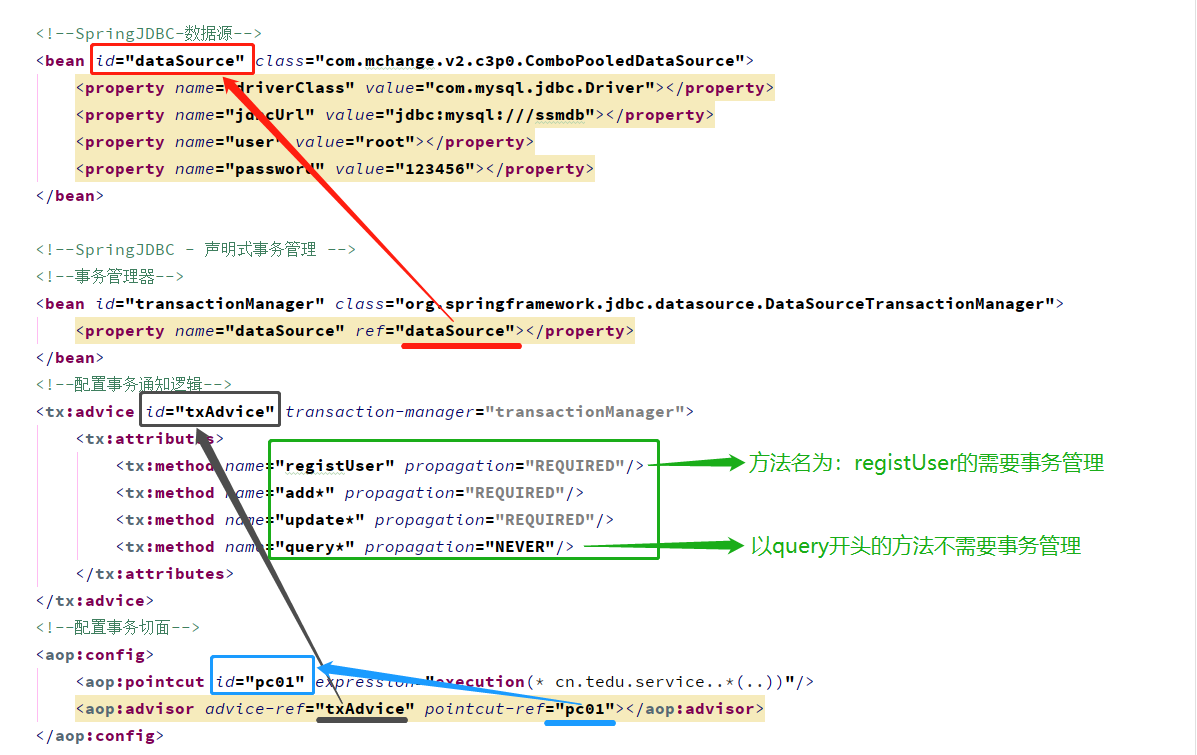 <!--SpringJDBC-数据源-->
<bean id="dataSource" class="com.mchange.v2.c3p0.ComboPooledDataSource">
<property name="driverClass" value="com.mysql.jdbc.Driver"></property>
<property name="jdbcUrl" value="jdbc:mysql:///ssmdb"></property>
<property name="user" value="root"></property>
<property name="password" value="123456"></property>
</bean>
<!--SpringJDBC - 声明式事务管理 -->
<!--事务管理器-->
<bean id="transactionManager" class="org.springframework.jdbc.datasource.DataSourceTransactionManager">
<property name="dataSource" ref="dataSource"></property>
</bean>
<!--配置事务通知逻辑-->
<tx:advice id="txAdvice" transaction-manager="transactionManager">
<tx:attributes>
<tx:method name="registUser" propagation="REQUIRED"/> 方法名为：registUser的需要事务管理
<tx:method name="add*" propagation="REQUIRED"/>
<tx:method name="update*" propagation="REQUIRED"/>
<tx:method name="query*" propagation="NEVER"/> 以query开头的方法不需要事务管理
</tx:attributes>
</tx:advice>
<!--配置事务切面-->
<aop:config>
<aop:pointcut id="pc01" expression="execution(* cn.tedu.service..*(..))"/>
<aop:advisor advice-ref="txAdvice" pointcut-ref="pc01"></aop:advisor>
</aop:config>